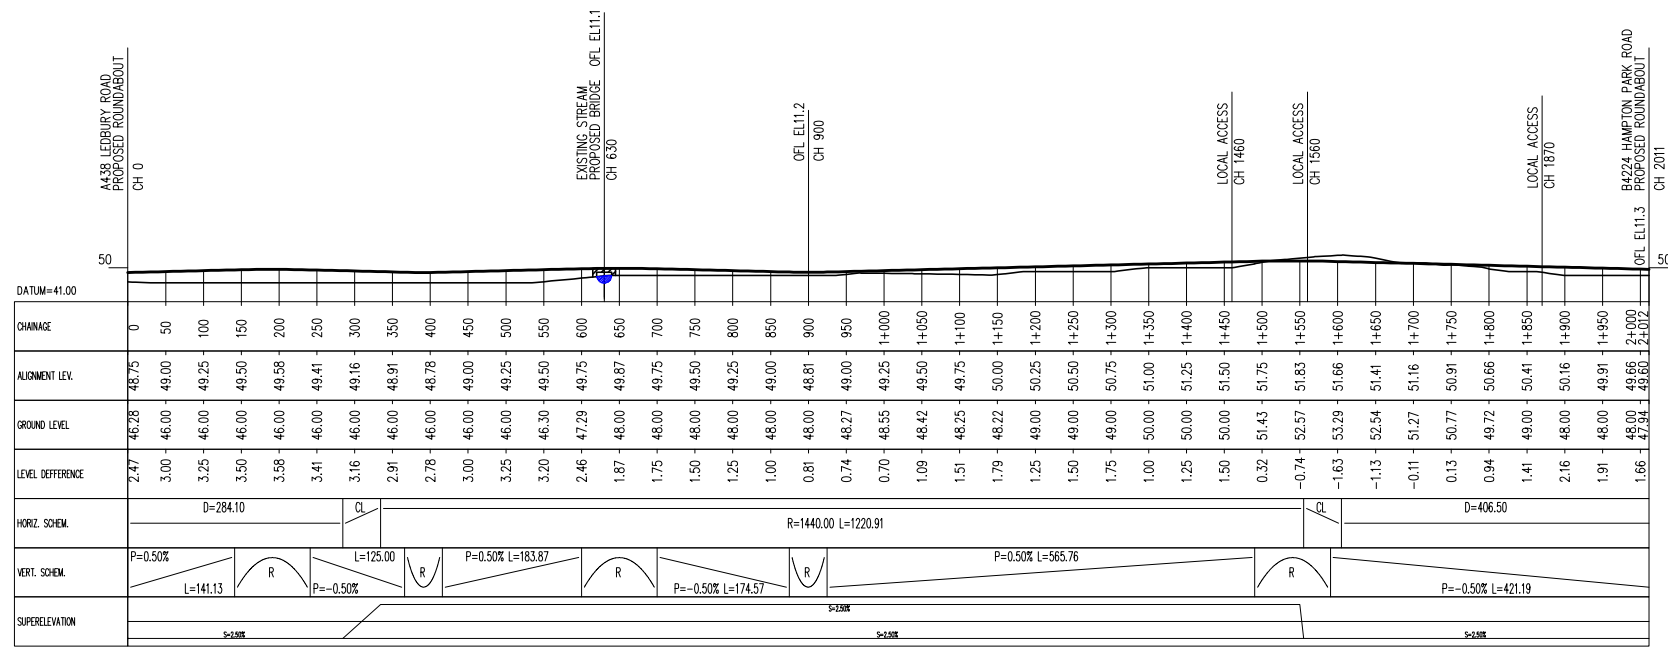 A438 LEDBURY ROAD
PROPOSED ROUNDABOUT
CH 0
EXISTING STREAM
PROPOSED BRIDGE OFL EL11.1
CH 630
OFL EL11.2
CH 900
LOCAL ACCESS
CH 1460
LOCAL ACCESS
CH 1560
LOCAL ACCESS
CH 1870
B4224 HAMPTON PARK ROAD
OFL EL11.3 PROPOSED ROUNDABOUT
CH 2011
50
50
DATUM=41.00
CHAINAGE 0 50 100 150 200 250 300 350 400 450 500 550 600 650 700 750 800 850 900 950 1+000 1+050 1+100 1+150 1+200 1+250 1+300 1+350 1+400 1+450 1+500 1+550 1+600 1+650 1+700 1+750 1+800 1+850 1+900 1+950 2+000 2+012
ALIGNMENT LEV. 48.75 49.00 49.25 49.50 49.58 49.41 49.16 48.91 48.78 49.00 49.25 49.50 49.75 49.87 49.75 49.50 49.25 49.00 48.81 49.00 49.25 49.50 49.75 50.00 50.25 50.50 50.75 51.00 51.25 51.50 51.75 51.83 51.66 51.41 51.16 50.91 50.66 50.41 50.16 49.91 49.66 49.60
GROUND LEVEL 46.28 46.00 46.00 46.00 46.00 46.00 46.00 46.00 46.00 46.00 46.00 46.30 47.29 48.00 48.00 48.00 48.00 48.00 48.00 48.27 48.55 48.42 48.25 48.22 49.00 49.00 49.00 50.00 50.00 50.00 51.43 52.57 53.29 52.54 51.27 50.77 49.72 49.00 48.00 48.00 48.00 47.94
LEVEL DEFFERENCE 2.47 3.00 3.25 3.50 3.58 3.41 3.16 2.91 2.78 3.00 3.25 3.20 2.46 1.87 1.75 1.50 1.25 1.00 0.81 0.74 0.70 1.09 1.51 1.79 1.25 1.50 1.75 1.00 1.25 1.50 0.32 -0.74 -1.63 -1.13 -0.11 0.13 0.94 1.41 2.16 1.91 1.66
HORIZ. SCHEM. D=284.10 CL R=1440.00 L=1220.91 CL D=406.50
VERT. SCHEM. P=0.50% L=141.13 R P=-0.50% L=125.00 R P=0.50% L=183.87 R P=-0.50% L=174.57 R P=0.50% L=565.76 R P=-0.50% L=421.19
SUPERELEVATION S=2.50% S=2.50% S=2.50% S=2.50%